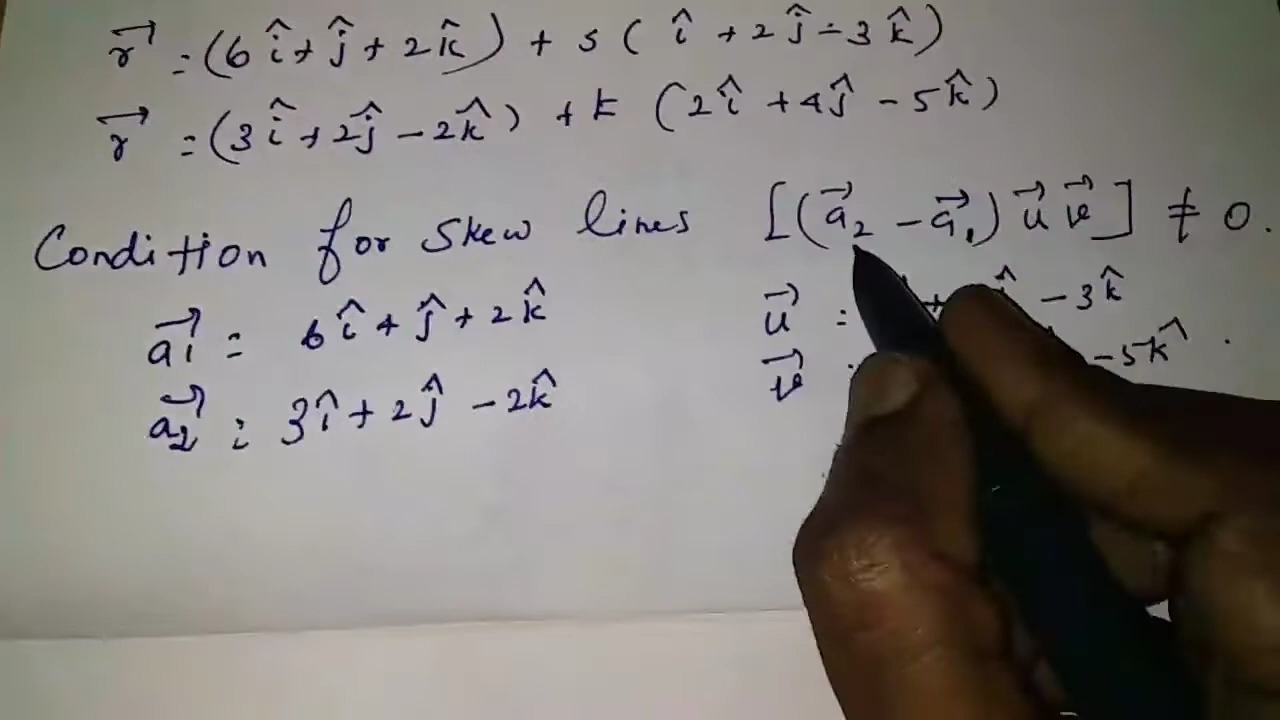 r⃗ = (6î + ĵ + 2k̂) + s ( î + 2ĵ - 3k̂)
r⃗ = (3î + 2ĵ - 2k̂) + t (2î + 4ĵ - 5k̂)
Condition for skew lines [(a⃗2 - a⃗1) u⃗ v⃗] ≠ 0.
a⃗1 = 6î + ĵ + 2k̂
u⃗ = - 3k̂
a⃗2 = 3î + 2ĵ - 2k̂
v⃗ - 5k̂